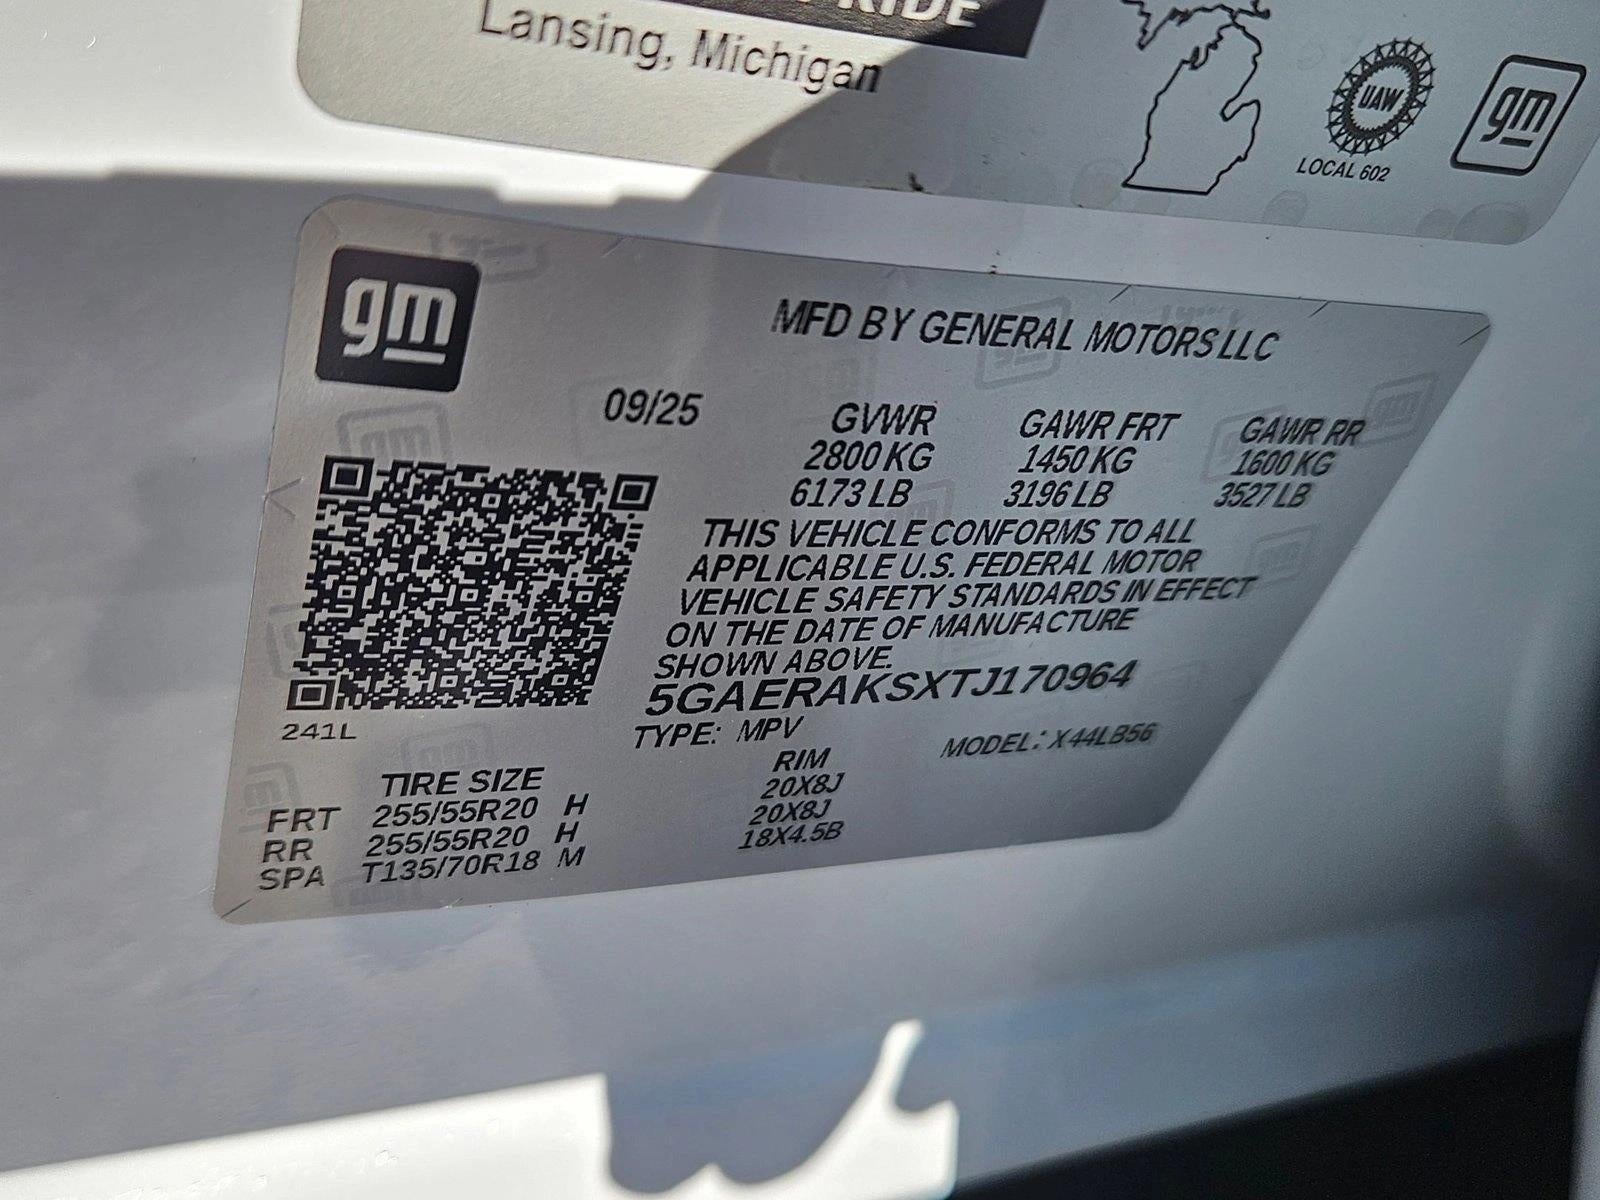 RIDE
Lansing, Michigan
UAW
LOCAL 602
gm
gm
MFD BY GENERAL MOTORS LLC
09/25
GVWR GAWR FRT GAWR RR
2800 KG 1450 KG 1600 KG
6173 LB 3196 LB 3527 LB
THIS VEHICLE CONFORMS TO ALL
APPLICABLE U.S. FEDERAL MOTOR
VEHICLE SAFETY STANDARDS IN EFFECT
ON THE DATE OF MANUFACTURE
SHOWN ABOVE.
5GAERAKSXTJ170964
241L
TYPE: MPV MODEL: X44LB56
TIRE SIZE RIM
FRT 255/55R20 H 20X8J
RR 255/55R20 H 20X8J
SPA T135/70R18 M 18X4.5B